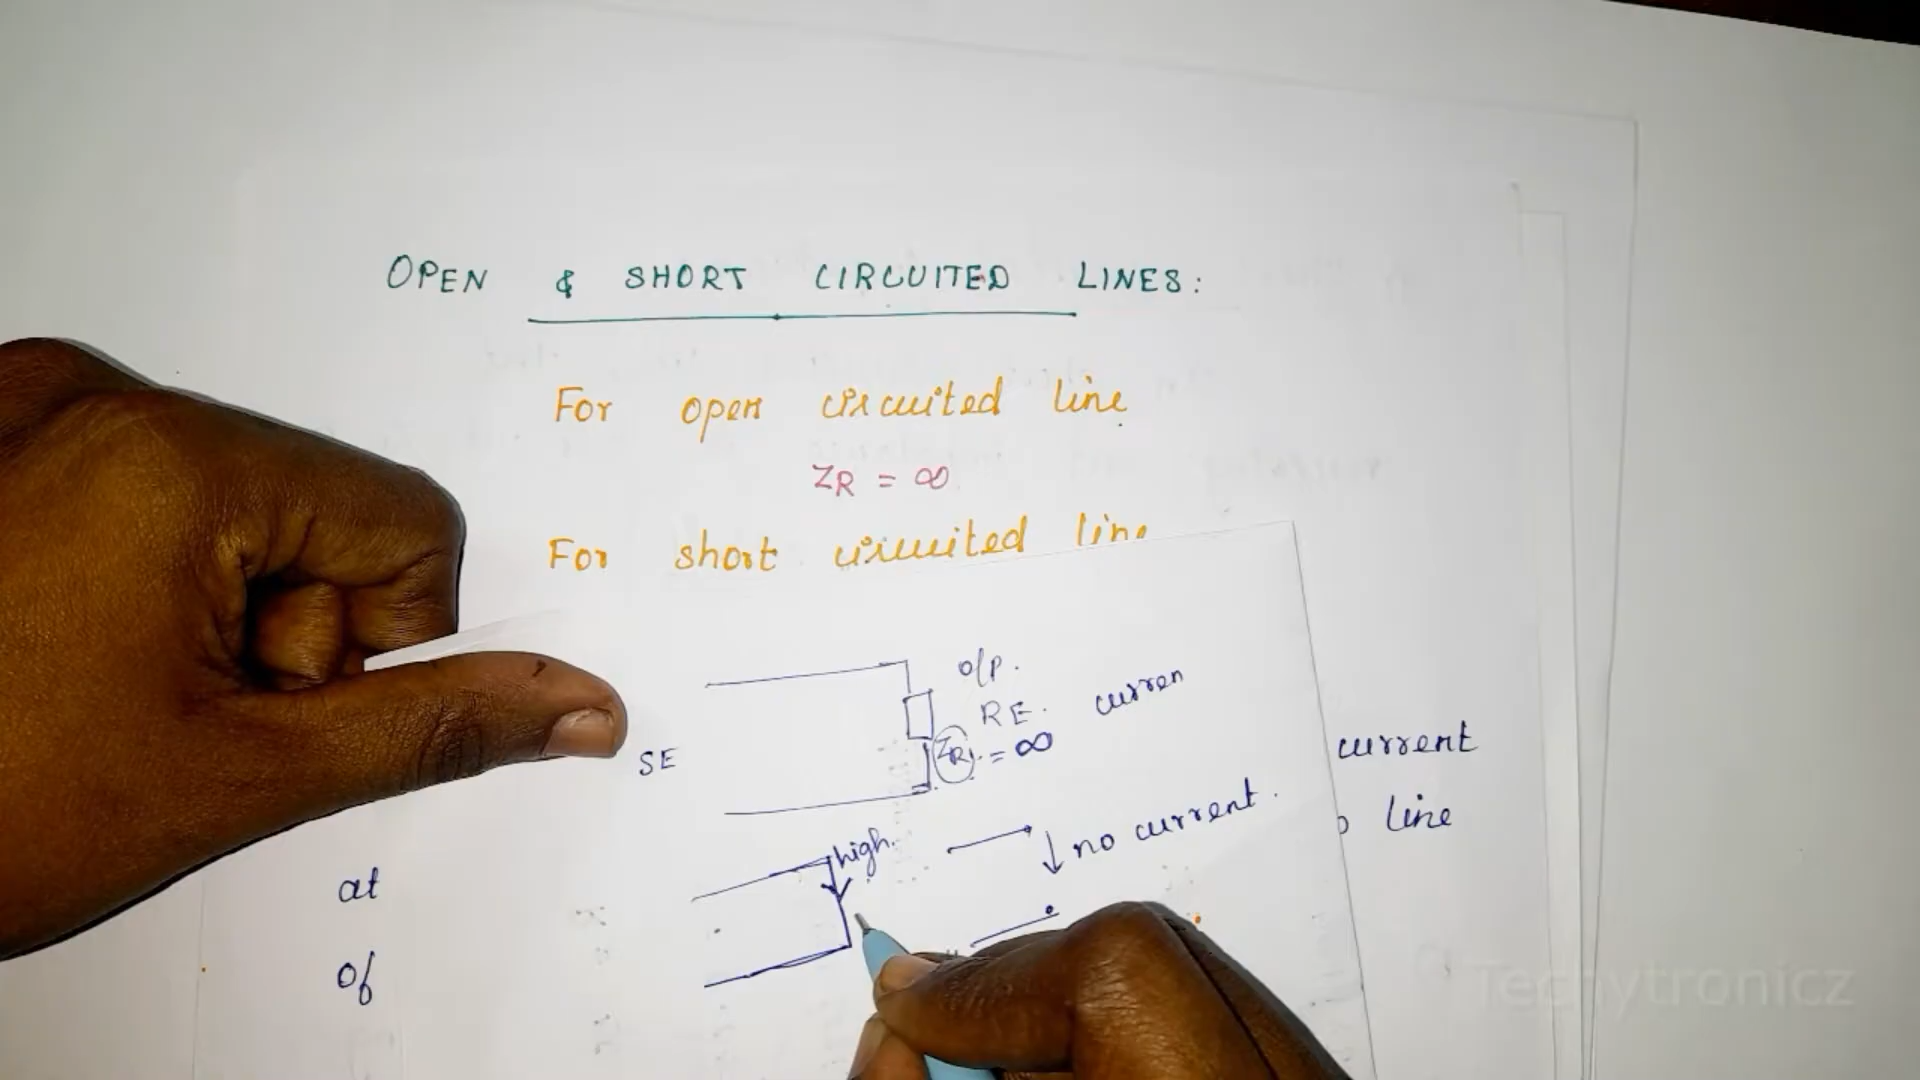 OPEN & SHORT CIRCUITED LINES:
For open circuited line
ZR = ∞
For short circuited line
o/p.
RE. curren
SE
ZR = ∞
current
high.
no current.
line
at
of
Techytronicz